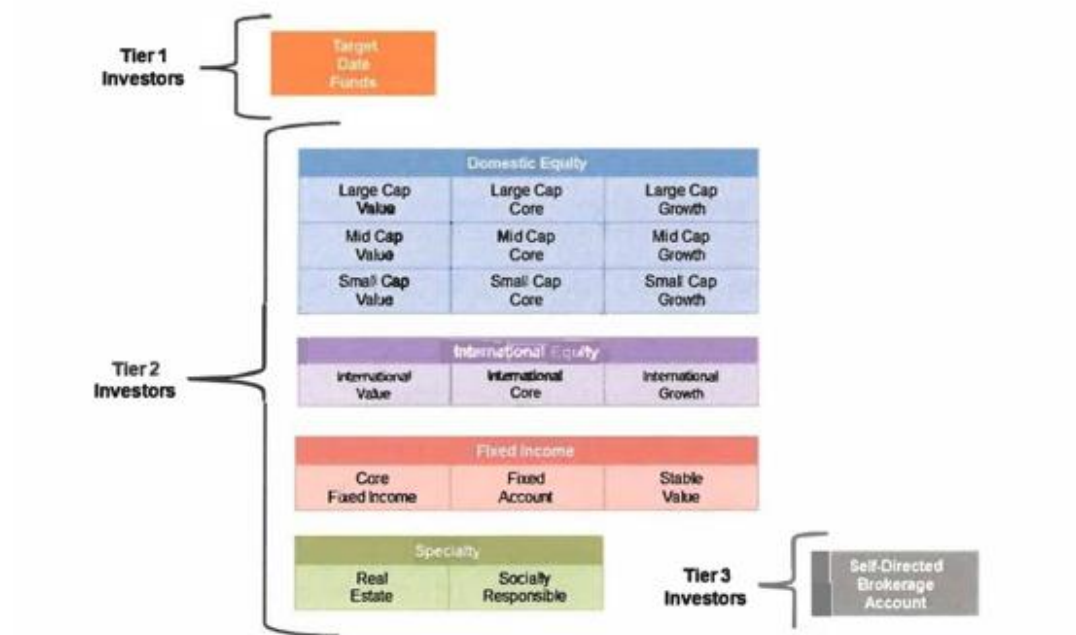 Tier 1
Investors
Target
Date
Funds
Domestic Equity
Large Cap
Value
Large Cap
Core
Large Cap
Growth
Mid Cap
Value
Mid Cap
Core
Mid Cap
Growth
Small Cap
Value
Small Cap
Core
Small Cap
Growth
Tier 2
Investors
International Equity
International
Value
International
Core
International
Growth
Fixed Income
Core
Fixed Income
Fixed
Account
Stable
Value
Specialty
Real
Estate
Socially
Responsible
Tier 3
Investors
Self-Directed
Brokerage
Account